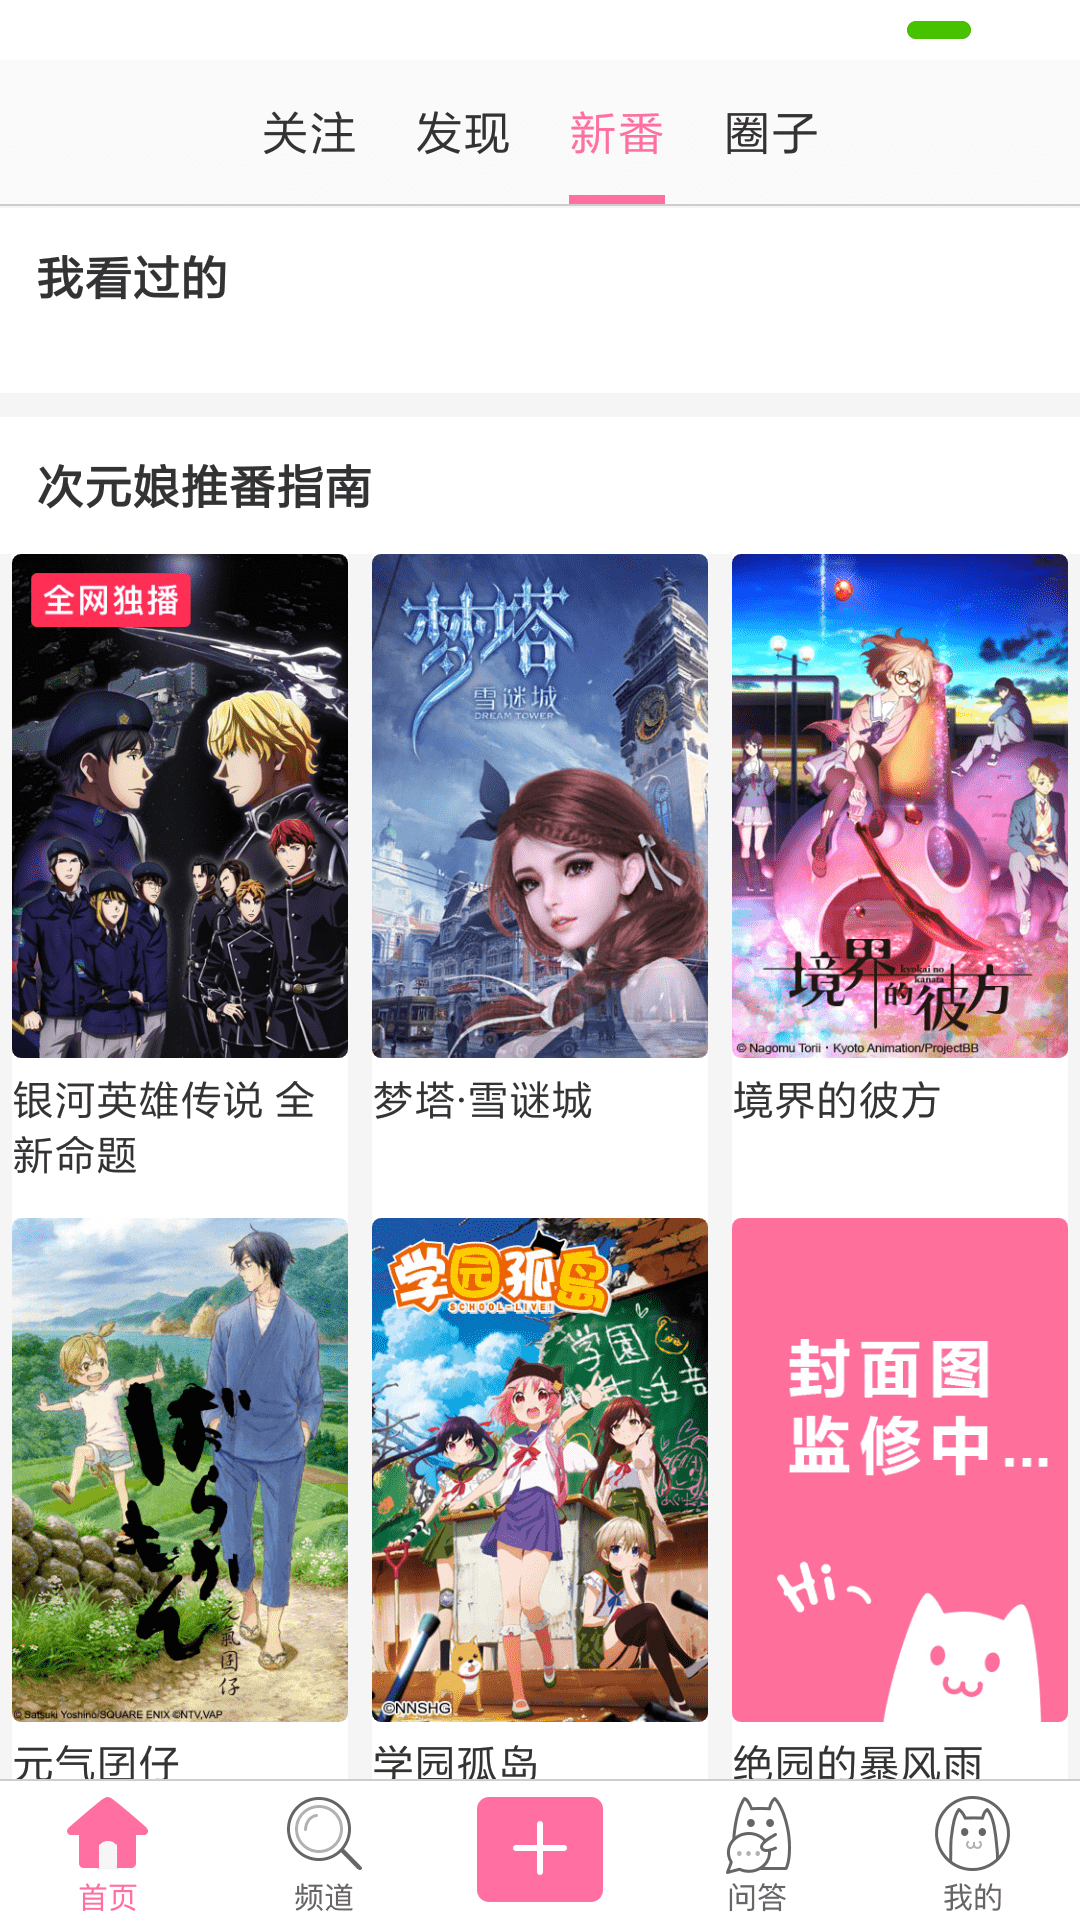 关注 发现 新番 圈子
我看过的
次元娘推番指南
全网独播
梦塔
雪谜城
DREAM TOWER
境界的彼方
kyokai no
kanata
© Nagomu Torii・Kyoto Animation/ProjectBB
银河英雄传说 全
新命题
梦塔·雪谜城
境界的彼方
ばらかもん
元氣囝仔
© Satsuki Yoshino/SQUARE ENIX ©NTV,VAP
学园孤岛
SCHOOL-LIVE!
学園
生活部
©NNSHG
封面图
监修中...
Hi、
元气囝仔
学园孤岛
绝园的暴风雨
首页 频道 问答 我的